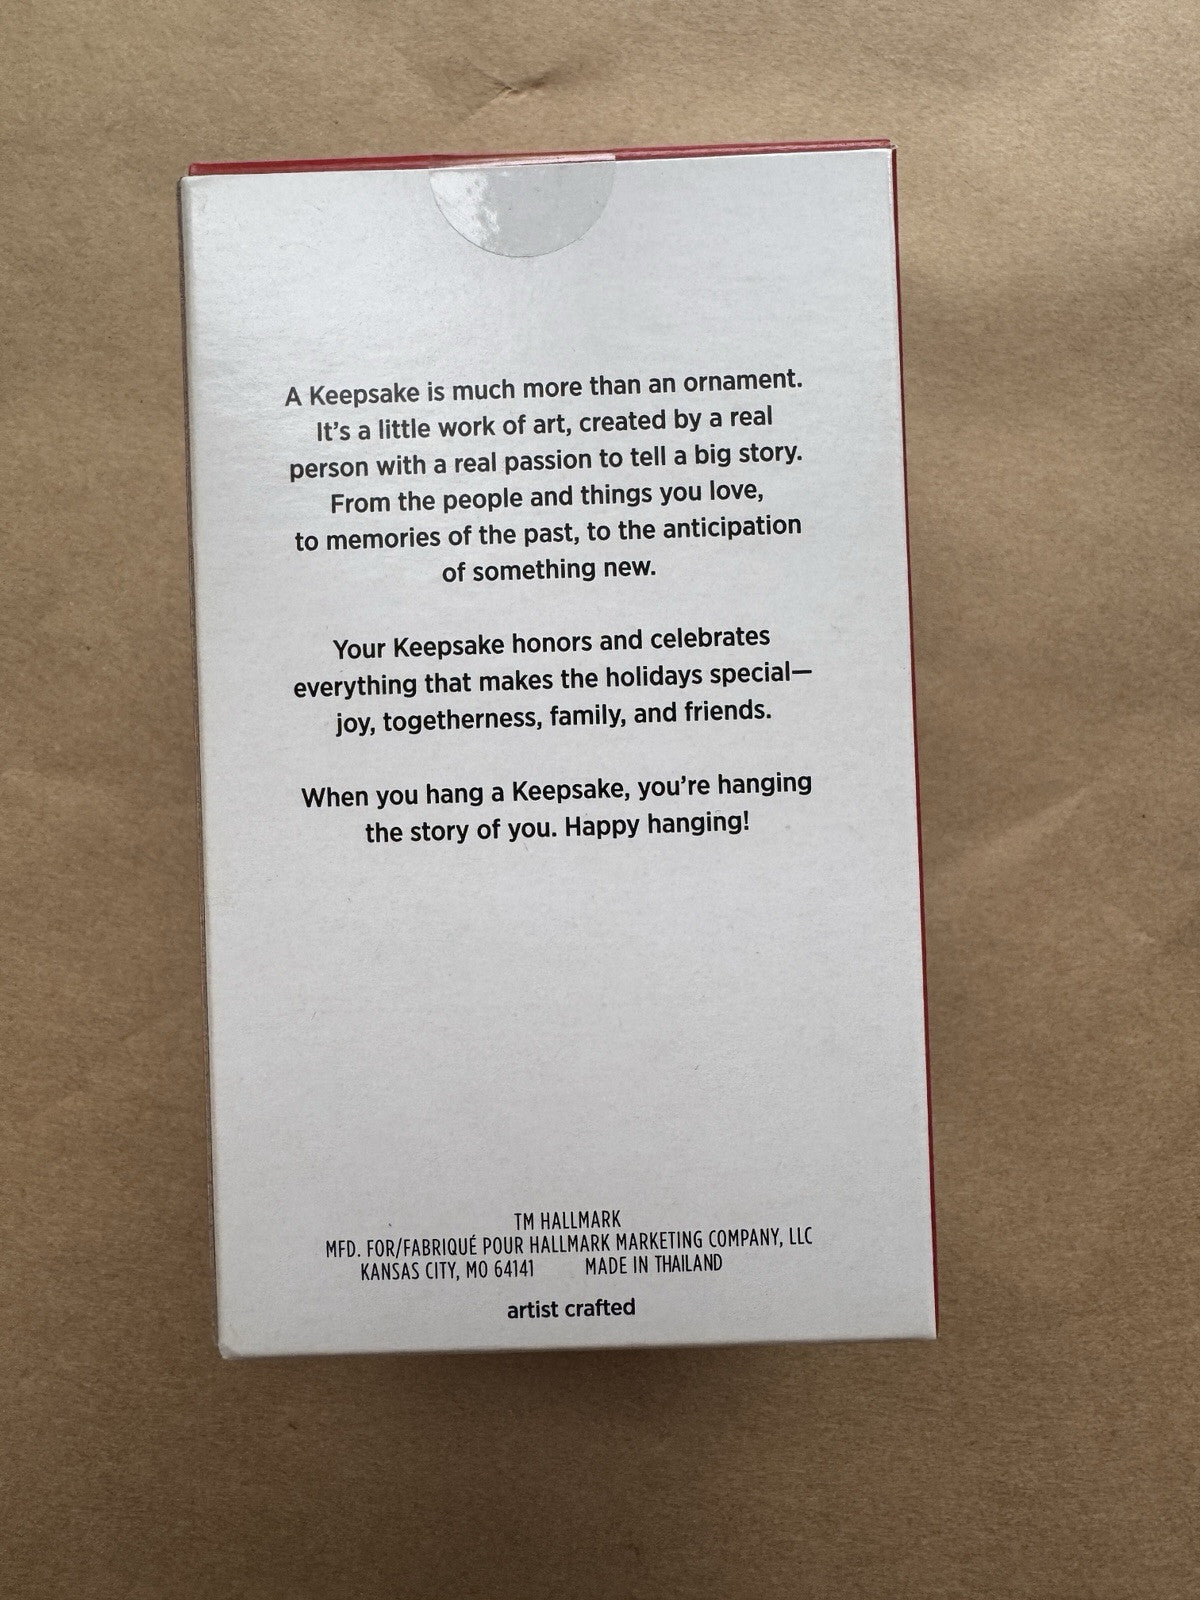 A Keepsake is much more than an ornament.
It's a little work of art, created by a real
person with a real passion to tell a big story.
From the people and things you love,
to memories of the past, to the anticipation
of something new.
Your Keepsake honors and celebrates
everything that makes the holidays special—
joy, togetherness, family, and friends.
When you hang a Keepsake, you're hanging
the story of you. Happy hanging!
TM HALLMARK
MFD. FOR/FABRIQUÉ POUR HALLMARK MARKETING COMPANY, LLC
KANSAS CITY, MO 64141 MADE IN THAILAND
artist crafted